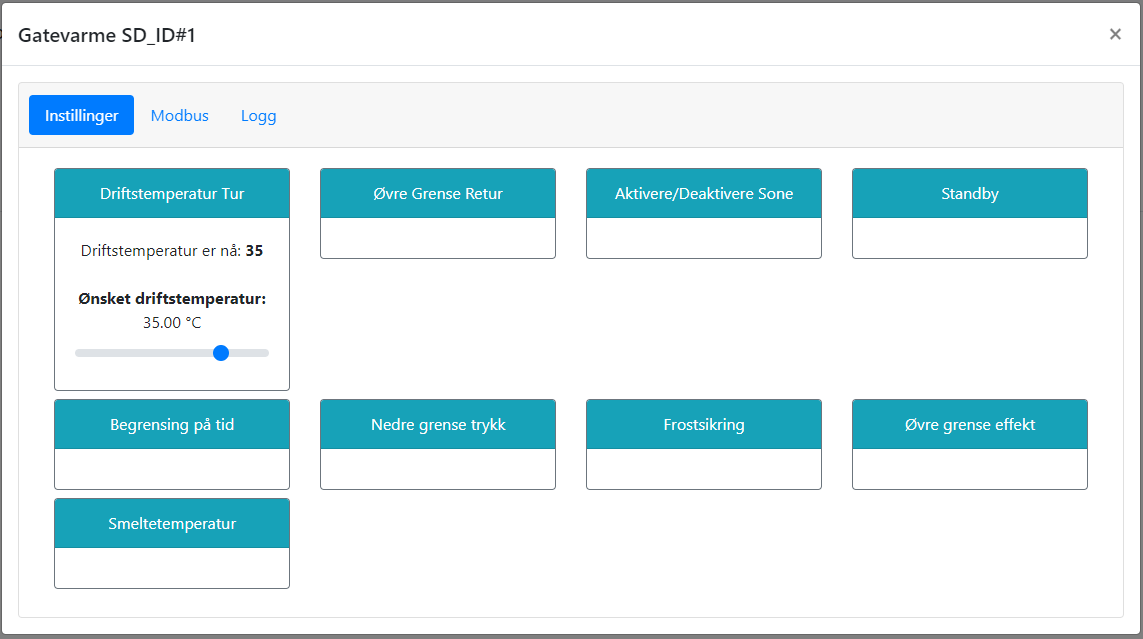 Gatevarme SD_ID#1
×
Instillinger
Modbus
Logg
Driftstemperatur Tur
Øvre Grense Retur
Aktivere/Deaktivere Sone
Standby
Driftstemperatur er nå: 35
Ønsket driftstemperatur:
35.00 °C
Begrensing på tid
Nedre grense trykk
Frostsikring
Øvre grense effekt
Smeltetemperatur